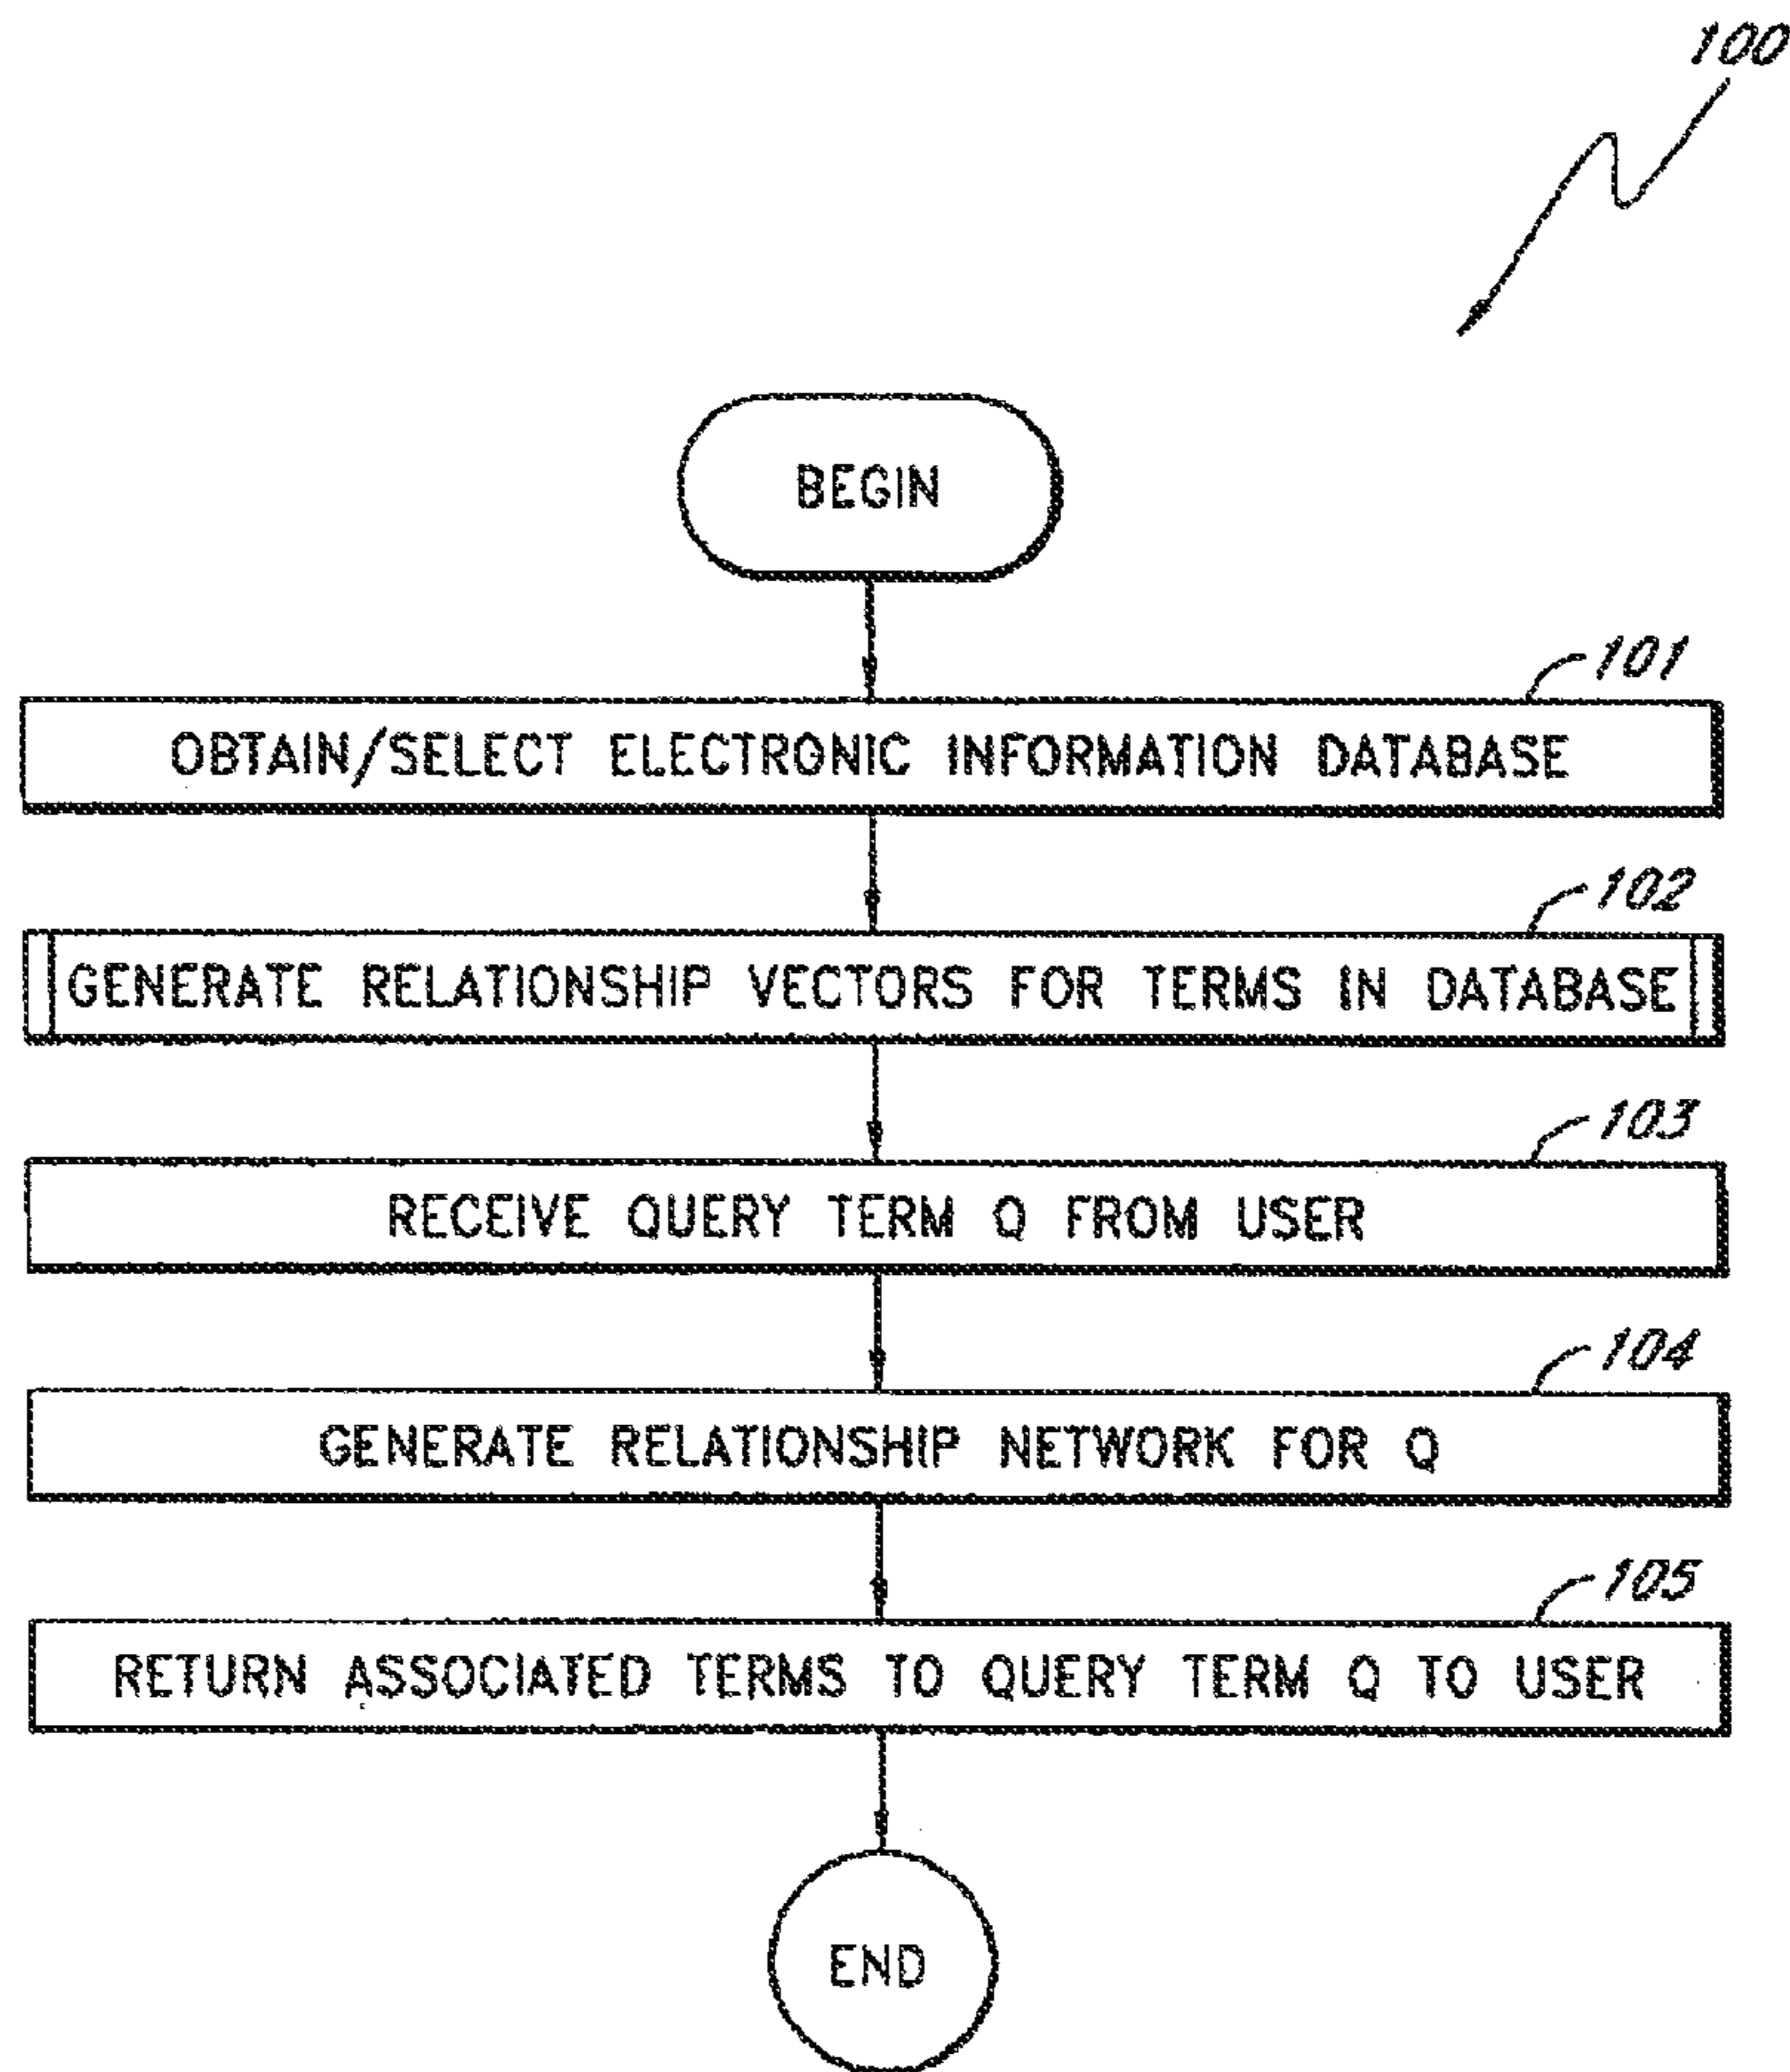 100
BEGIN
101
OBTAIN/SELECT ELECTRONIC INFORMATION DATABASE
102
GENERATE RELATIONSHIP VECTORS FOR TERMS IN DATABASE
103
RECEIVE QUERY TERM Q FROM USER
104
GENERATE RELATIONSHIP NETWORK FOR Q
105
RETURN ASSOCIATED TERMS TO QUERY TERM Q TO USER
END